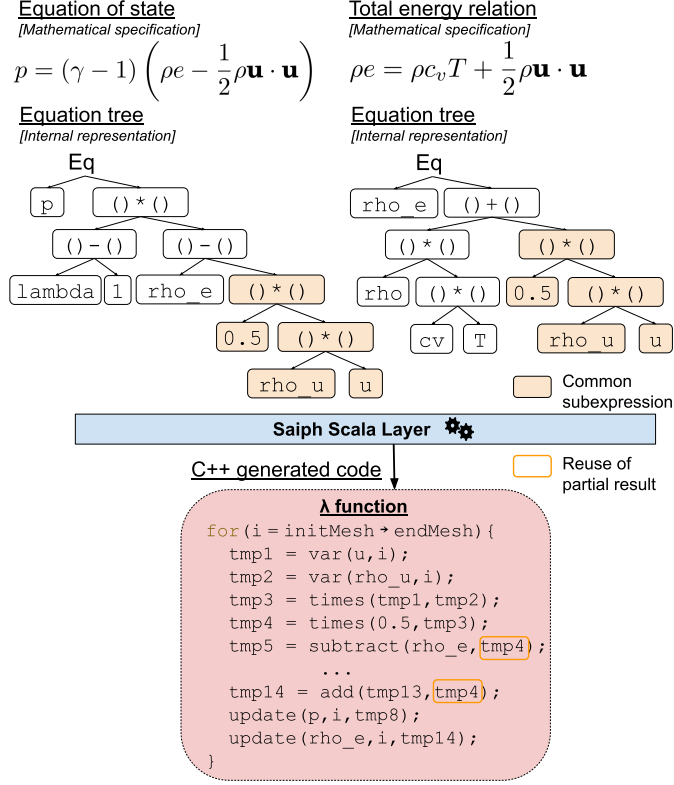 Equation of state
[Mathematical specification]
p = (γ − 1) (ρe − 1/2 ρu · u)
Total energy relation
[Mathematical specification]
ρe = ρc_vT + 1/2 ρu · u
Equation tree
[Internal representation]
Eq
p ()*()
()-() ()-()
lambda 1 rho_e ()*()
0.5 ()*()
rho_u u
Equation tree
[Internal representation]
Eq
rho_e ()+()
()*() ()*()
rho ()*() 0.5 ()*()
cv T rho_u u
Common
subexpression
Saiph Scala Layer
C++ generated code
Reuse of
partial result
λ function
for(i = initMesh → endMesh){
tmp1 = var(u,i);
tmp2 = var(rho_u,i);
tmp3 = times(tmp1,tmp2);
tmp4 = times(0.5,tmp3);
tmp5 = subtract(rho_e,tmp4);
...
tmp14 = add(tmp13,tmp4);
update(p,i,tmp8);
update(rho_e,i,tmp14);
}